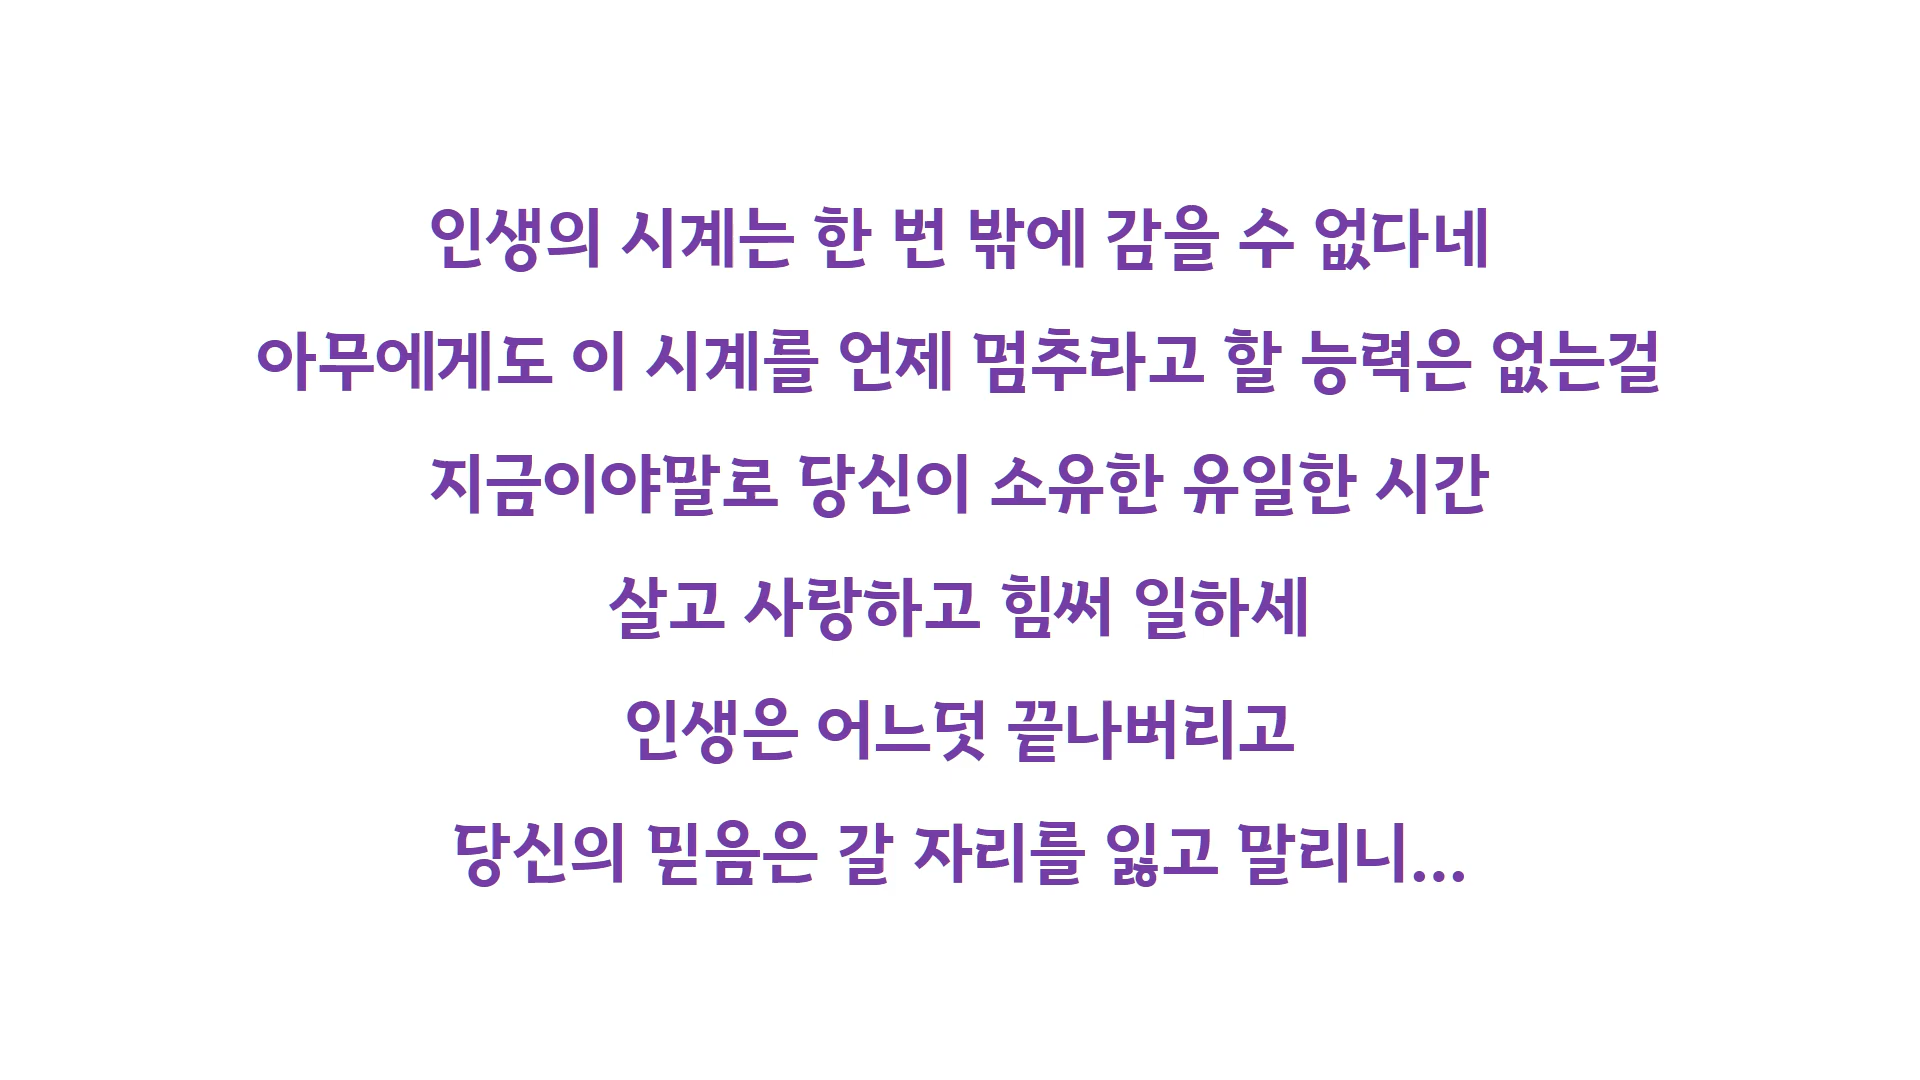 인생의 시계는 한 번 밖에 감을 수 없다네
아무에게도 이 시계를 언제 멈추라고 할 능력은 없는걸
지금이야말로 당신이 소유한 유일한 시간
살고 사랑하고 힘써 일하세
인생은 어느덧 끝나버리고
당신의 믿음은 갈 자리를 잃고 말리니...